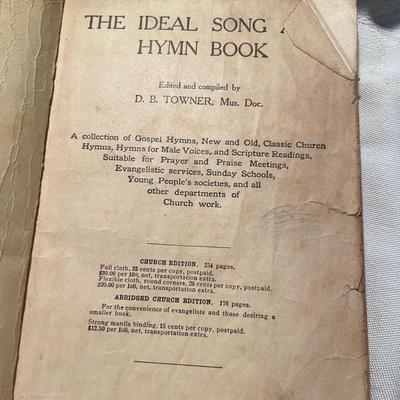 THE IDEAL SONG
HYMN BOOK
Edited and compiled by
D. B. TOWNER, Mus. Doc.
A collection of Gospel Hymns, New and Old, Classic Church
Hymns, Hymns for Male Voices, and Scripture Readings,
Suitable for Prayer and Praise Meetings,
Evangelistic services, Sunday Schools,
Young People's societies, and all
other departments of
Church work.
CHURCH EDITION, 254 pages.
Full cloth, 35 cents per copy, postpaid.
$30.00 per 100, net, transportation extra.
Flexible cloth, round corners, 25 cents per copy, postpaid.
$20.00 per 100, net, transportation extra.
ABRIDGED CHURCH EDITION, 176 pages.
For the convenience of evangelists and those desiring a
smaller book.
Strong manila binding, 15 cents per copy, postpaid.
$12.50 per 100, net, transportation extra.